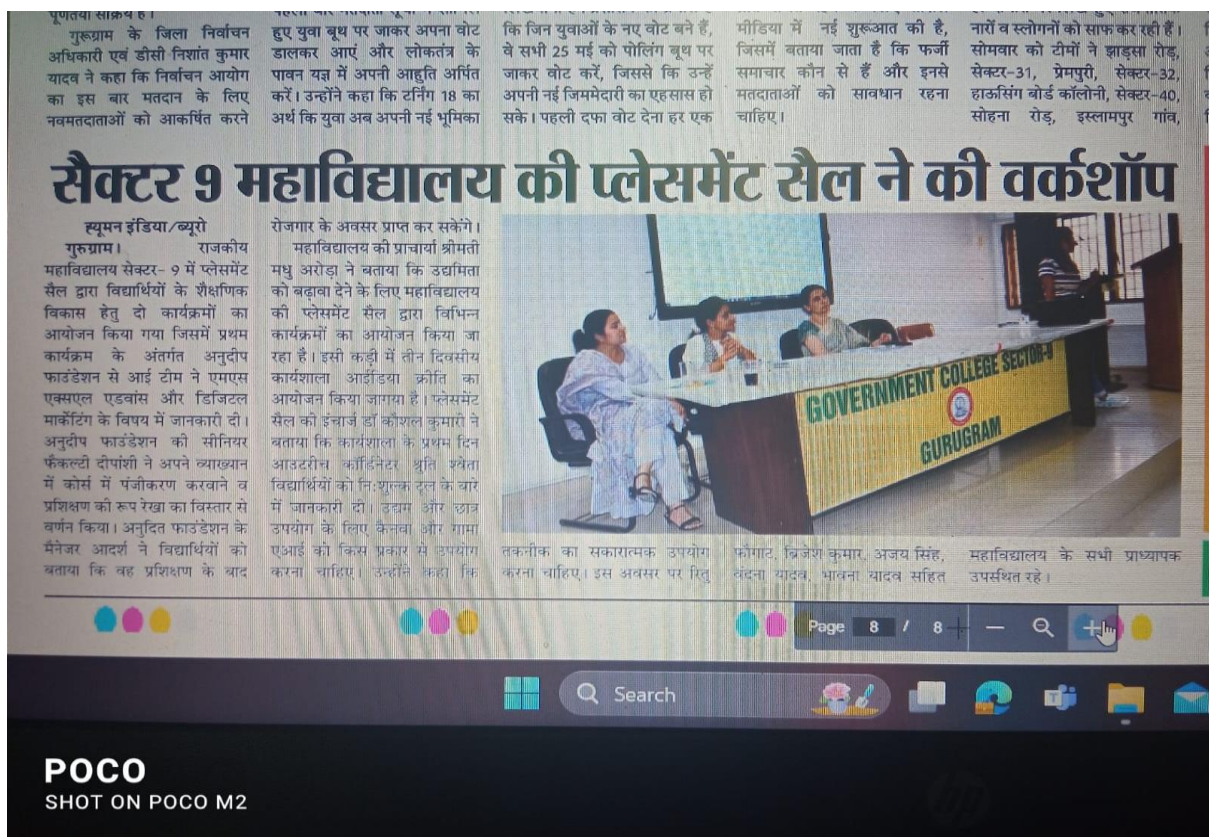 पूर्णतया सक्रिय है।
गुरूग्राम के जिला निर्वाचन
अधिकारी एवं डीसी निशांत कुमार
यादव ने कहा कि निर्वाचन आयोग
का इस बार मतदान के लिए
नवमतदाताओं को आकर्षित करने
हुए युवा बूथ पर जाकर अपना वोट
डालकर आएं और लोकतंत्र के
पावन यज्ञ में अपनी आहुति अर्पित
करें। उन्होंने कहा कि टर्निंग 18 का
अर्थ कि युवा अब अपनी नई भूमिका
कि जिन युवाओं के नए वोट बने हैं,
वे सभी 25 मई को पोलिंग बूथ पर
जाकर वोट करें, जिससे कि उन्हें
अपनी नई जिममेदारी का एहसास हो
सके। पहली दफा वोट देना हर एक
मीडिया में नई शुरूआत की है,
जिसमें बताया जाता है कि फर्जी
समाचार कौन से हैं और इनसे
मतदाताओं को सावधान रहना
चाहिए।
नारों व स्लोगनों को साफ कर रही हैं।
सोमवार को टीमों ने झाड़सा रोड़,
सेक्टर-31, प्रेमपुरी, सेक्टर-32,
हाऊसिंग बोर्ड कॉलोनी, सेक्टर-40,
सोहना रोड़, इस्लामपुर गांव,
सैक्टर 9 महाविद्यालय की प्लेसमेंट सैल ने की वर्कशॉप
ह्यूमन इंडिया/ब्यूरो
गुरुग्राम। राजकीय
महाविद्यालय सेक्टर- 9 में प्लेसमेंट
सैल द्वारा विद्यार्थियों के शैक्षणिक
विकास हेतु दो कार्यक्रमों का
आयोजन किया गया जिसमें प्रथम
कार्यक्रम के अंतर्गत अनुदीप
फाउंडेशन से आई टीम ने एमएस
एक्सएल एडवांस और डिजिटल
मार्केटिंग के विषय में जानकारी दी।
अनुदीप फाउंडेशन की सीनियर
फैकल्टी दीपांशी ने अपने व्याख्यान
में कोर्स में पंजीकरण करवाने व
प्रशिक्षण की रूप रेखा का विस्तार से
वर्णन किया। अनुदित फाउंडेशन के
मैनेजर आदर्श ने विद्यार्थियों को
बताया कि वह प्रशिक्षण के बाद
रोजगार के अवसर प्राप्त कर सकेंगे।
महाविद्यालय की प्राचार्या श्रीमती
मधु अरोड़ा ने बताया कि उद्यमिता
को बढ़ावा देने के लिए महाविद्यालय
की प्लेसमेंट सैल द्वारा विभिन्न
कार्यक्रमों का आयोजन किया जा
रहा है। इसी कड़ी में तीन दिवसीय
कार्यशाला आईडिया क्रीति का
आयोजन किया जागया है। प्लेसमेंट
सैल की इंचार्ज डॉ कौशल कुमारी ने
बताया कि कार्यशाला के प्रथम दिन
आउटरीच कॉर्डिनेटर श्रुति श्वेता
विद्यार्थियों को नि:शुल्क टूल के बारे
में जानकारी दी। उद्यम और छात्र
उपयोग के लिए कैनवा और गामा
एआई को किस प्रकार से उपयोग
करना चाहिए। उन्होंने कहा कि
तकनीक का सकारात्मक उपयोग
करना चाहिए। इस अवसर पर रितु
फौगाट, ब्रिजेश कुमार, अजय सिंह,
वंदना यादव, भावना यादव सहित
महाविद्यालय के सभी प्राध्यापक
उपर्सथत रहे।
GOVERNMENT COLLEGE SECTOR-9
GURUGRAM
Page 8 / 8
Search
POCO
SHOT ON POCO M2
hp